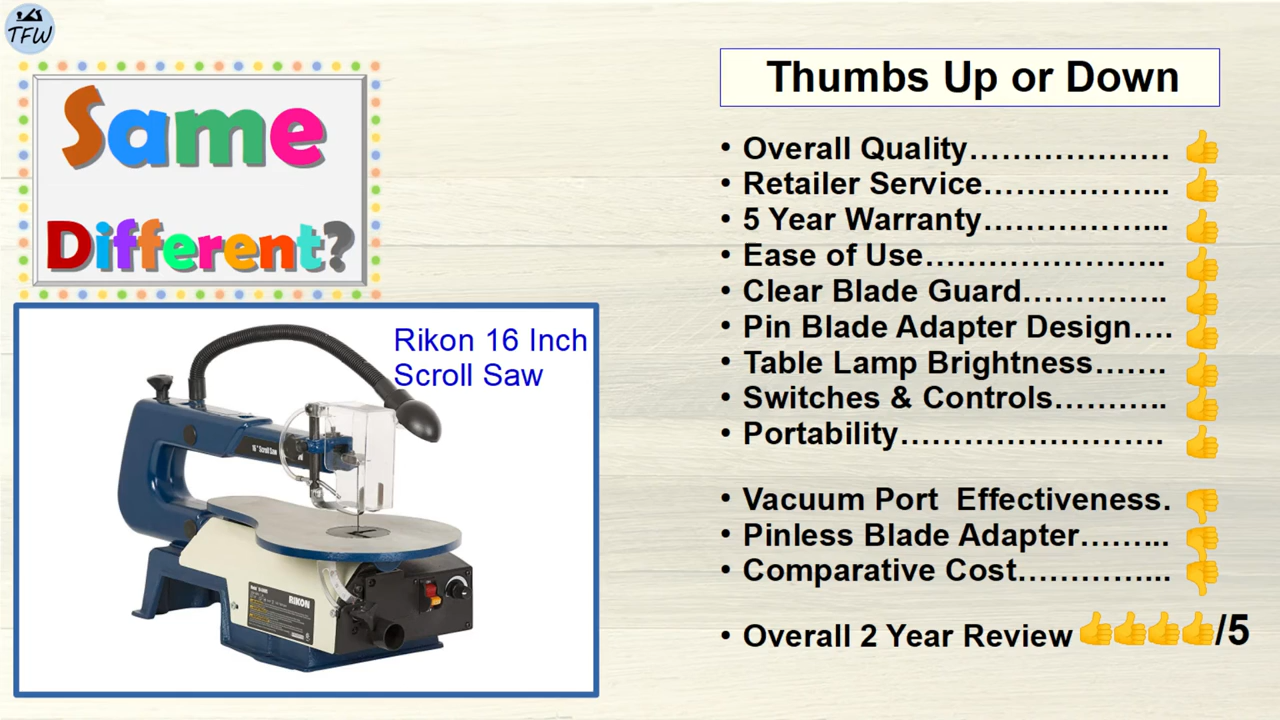 TFW
Same
Different?
Rikon 16 Inch
Scroll Saw
16" Scroll Saw
RIKON
Thumbs Up or Down
• Overall Quality……………….
• Retailer Service……………...
• 5 Year Warranty……………...
• Ease of Use…………………..
• Clear Blade Guard…………..
• Pin Blade Adapter Design….
• Table Lamp Brightness…….
• Switches & Controls………..
• Portability…………………….
• Vacuum Port  Effectiveness.
• Pinless Blade Adapter……...
• Comparative Cost…………...
• Overall 2 Year Review 👍👍👍👍/5